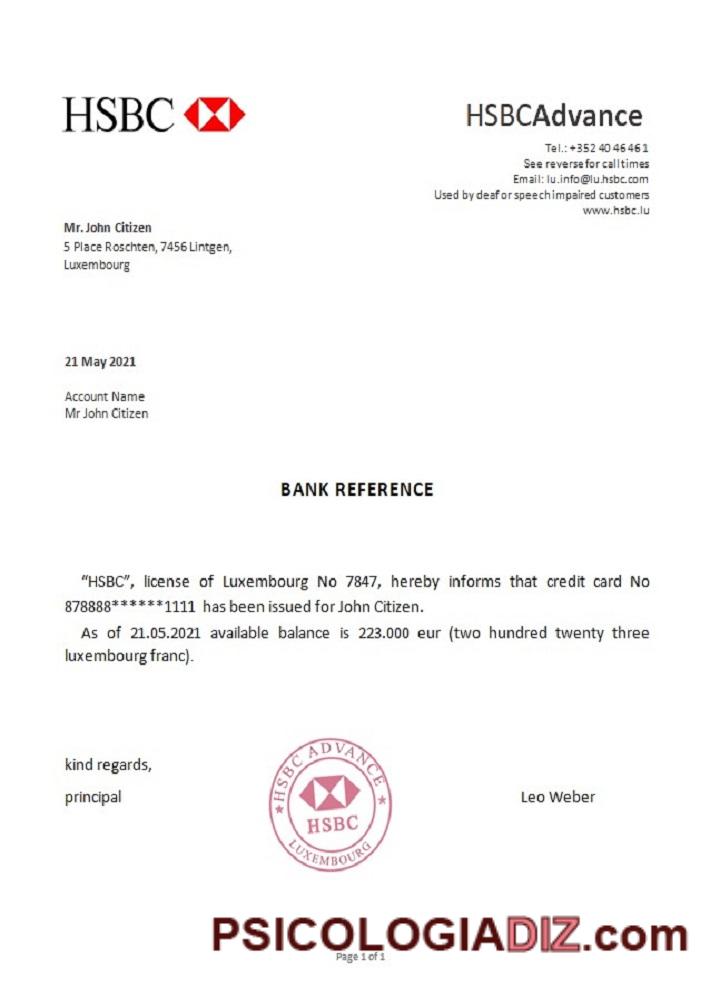 HSBC
HSBCAdvance
Tel.: +352 40 46 46 1
See reverse for call times
Email: lu.info@lu.hsbc.com
Used by deaf or speech impaired customers
www.hsbc.lu
Mr. John Citizen
5 Place Roschten, 7456 Lintgen,
Luxembourg
21 May 2021
Account Name
Mr John Citizen
BANK REFERENCE
“HSBC”, license of Luxembourg No 7847, hereby informs that credit card No
878888******1111 has been issued for John Citizen.
As of 21.05.2021 available balance is 223.000 eur (two hundred twenty three
luxembourg franc).
kind regards,
principal
HSBC ADVANCE
HSBC
LUXEMBOURG
Leo Weber
PSICOLOGIADIZ.com
Page 1 of 1